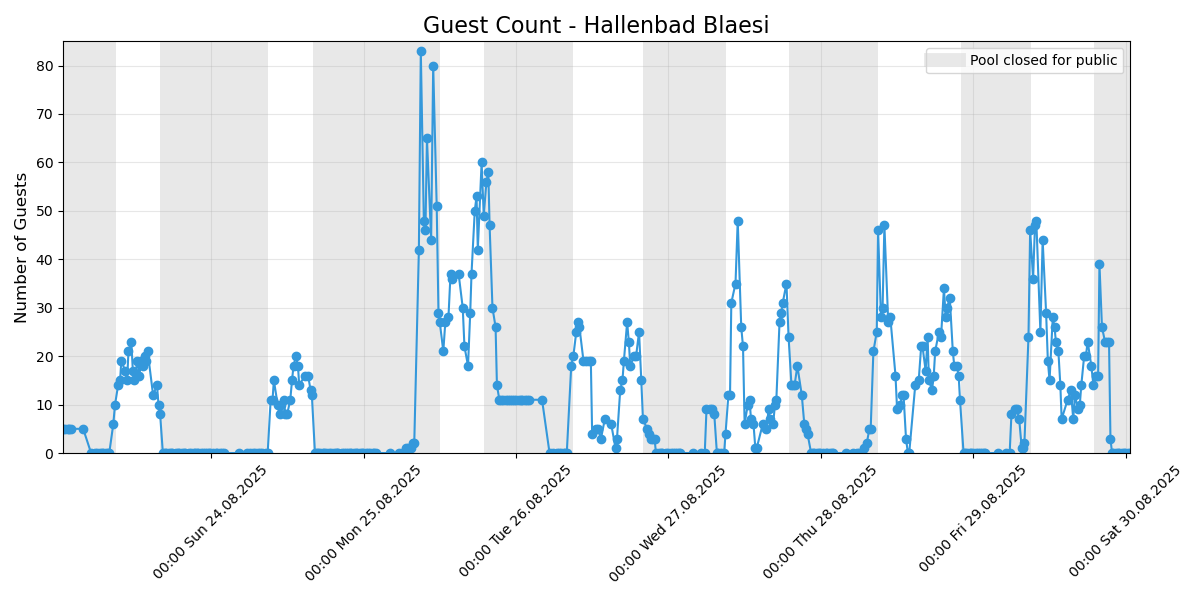 Guest Count - Hallenbad Blaesi
Pool closed for public
Number of Guests
80
70
60
50
40
30
20
10
0
00:00 Sun 24.08.2025
00:00 Mon 25.08.2025
00:00 Tue 26.08.2025
00:00 Wed 27.08.2025
00:00 Thu 28.08.2025
00:00 Fri 29.08.2025
00:00 Sat 30.08.2025